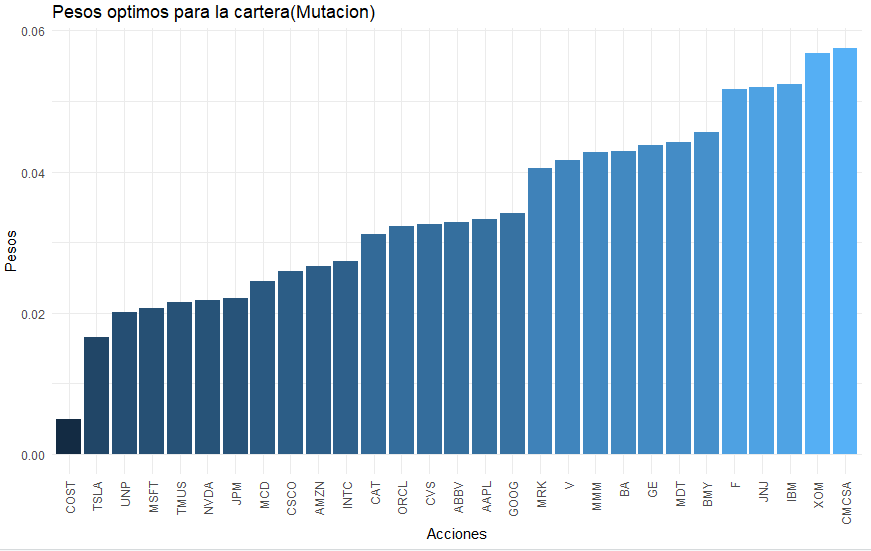 Pesos optimos para la cartera(Mutacion)
0.06
0.04
0.02
0.00
Pesos
COST
TSLA
UNP
MSFT
TMUS
NVDA
JPM
MCD
CSCO
AMZN
INTC
CAT
ORCL
CVS
ABBV
AAPL
GOOG
MRK
V
MMM
BA
GE
MDT
BMY
F
JNJ
IBM
XOM
CMCSA
Acciones